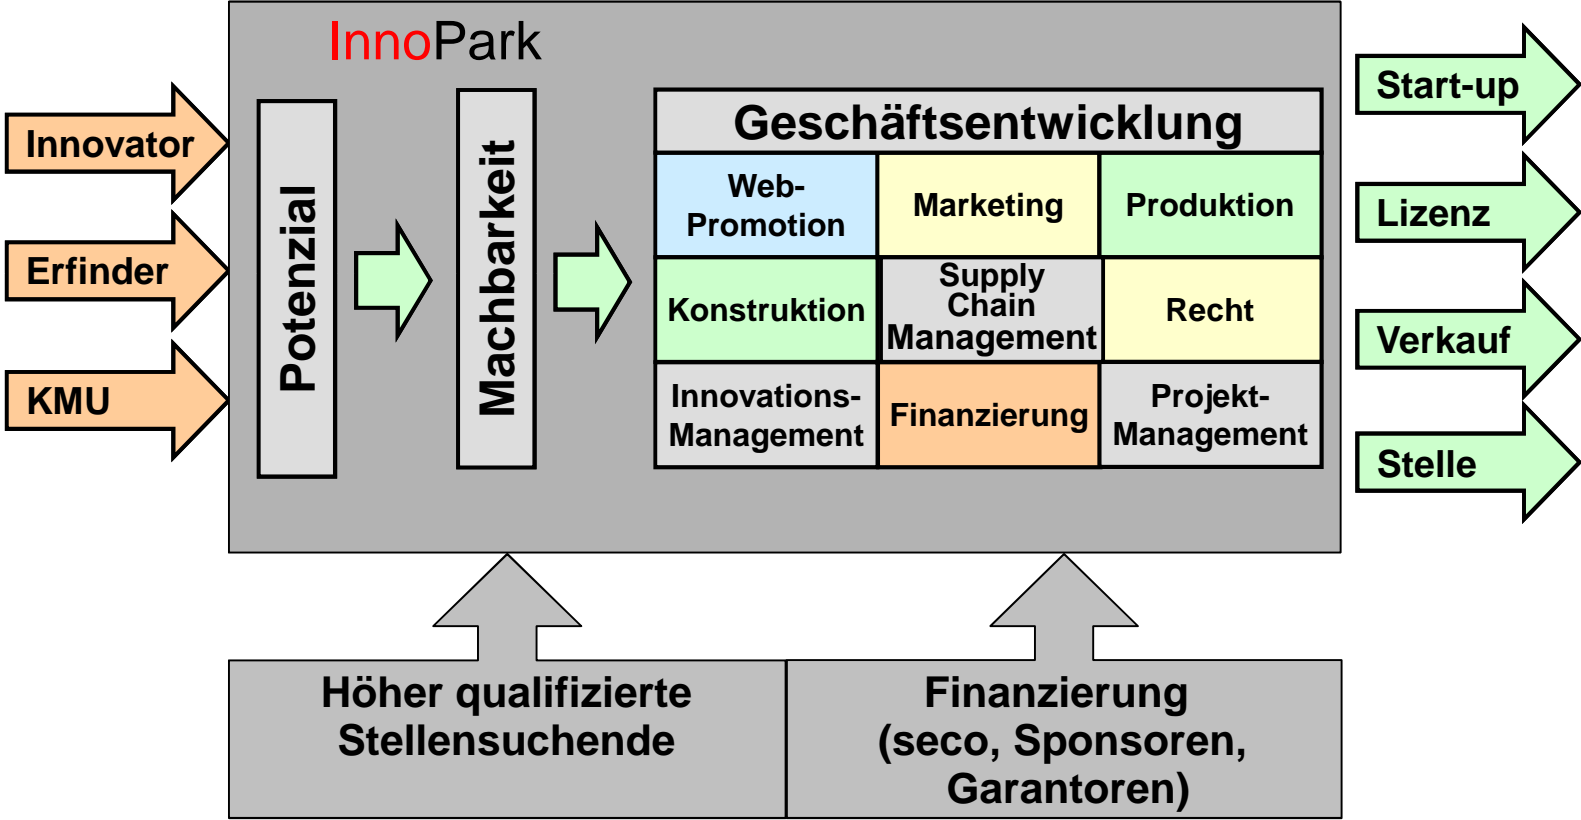 InnoPark
Innovator
Erfinder
KMU
Potenzial
Machbarkeit
Geschäftsentwicklung
Web-
Promotion
Marketing
Produktion
Konstruktion
Supply
Chain
Management
Recht
Innovations-
Management
Finanzierung
Projekt-
Management
Start-up
Lizenz
Verkauf
Stelle
Höher qualifizierte
Stellensuchende
Finanzierung
(seco, Sponsoren,
Garantoren)